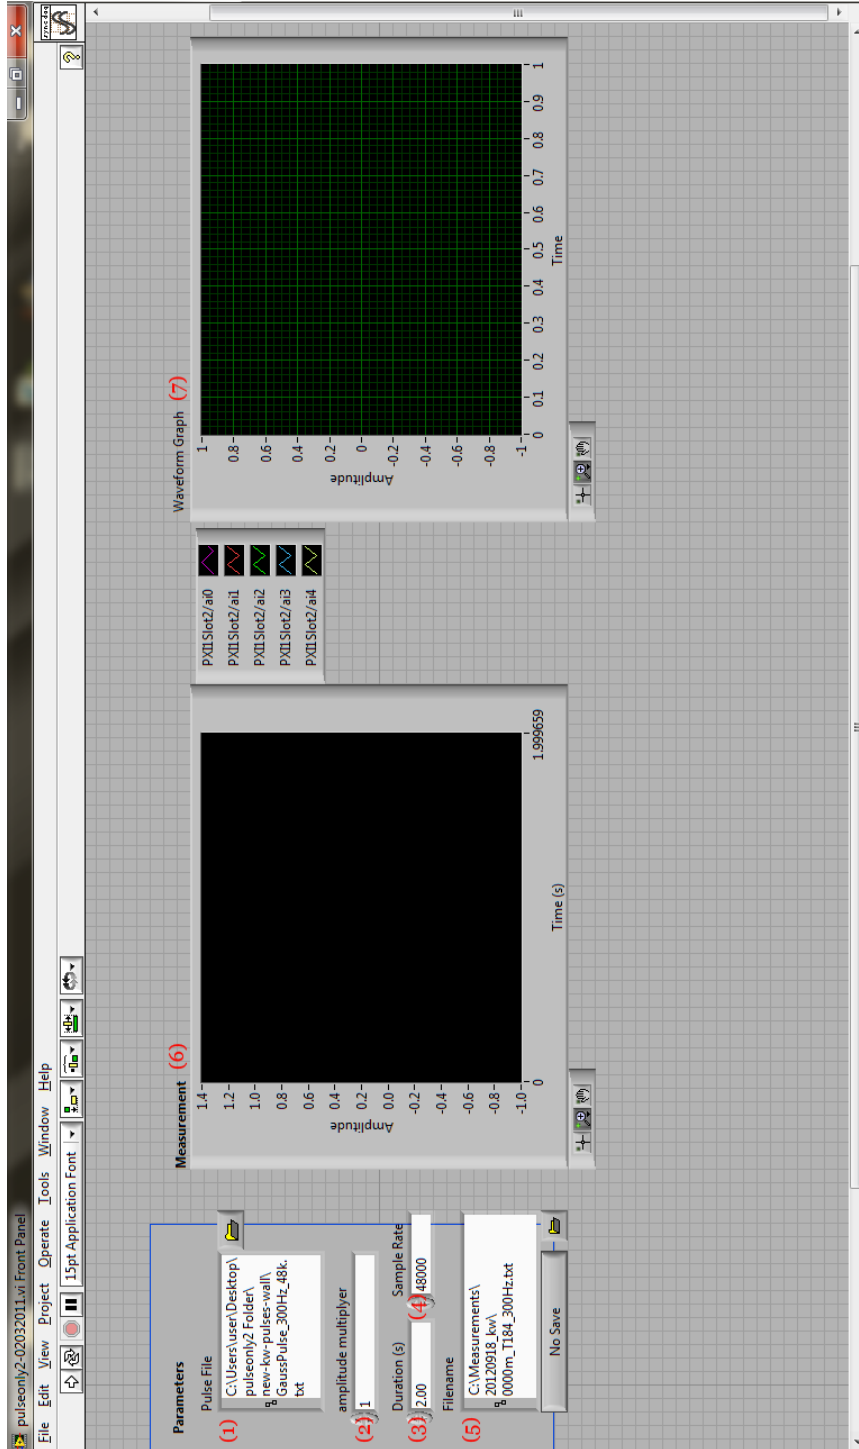 pulseonly2-02032011.vi Front Panel
File Edit View Project Operate Tools Window Help
15pt Application Font
sync daq
?
Parameters
Pulse File
(1)
C:\Users\user\Desktop\
pulseonly2 Folder\
new-kw-pulses-wall\
GaussPulse_300Hz_48k.
txt
amplitude multiplyer
(2) 1
Duration (s) Sample Rate
(3) 2.00 (4) 48000
Filename
(5)
C:\Measurements\
20120918_kw\
0000m_T184_300Hz.txt
No Save
Measurement (6)
Amplitude
1.4
1.2
1.0
0.8
0.6
0.4
0.2
0.0
-0.2
-0.4
-0.6
-0.8
-1.0
0 1.999659
Time (s)
PXI1Slot2/ai0
PXI1Slot2/ai1
PXI1Slot2/ai2
PXI1Slot2/ai3
PXI1Slot2/ai4
Waveform Graph (7)
Amplitude
1
0.8
0.6
0.4
0.2
0
-0.2
-0.4
-0.6
-0.8
-1
0 0.1 0.2 0.3 0.4 0.5 0.6 0.7 0.8 0.9 1
Time